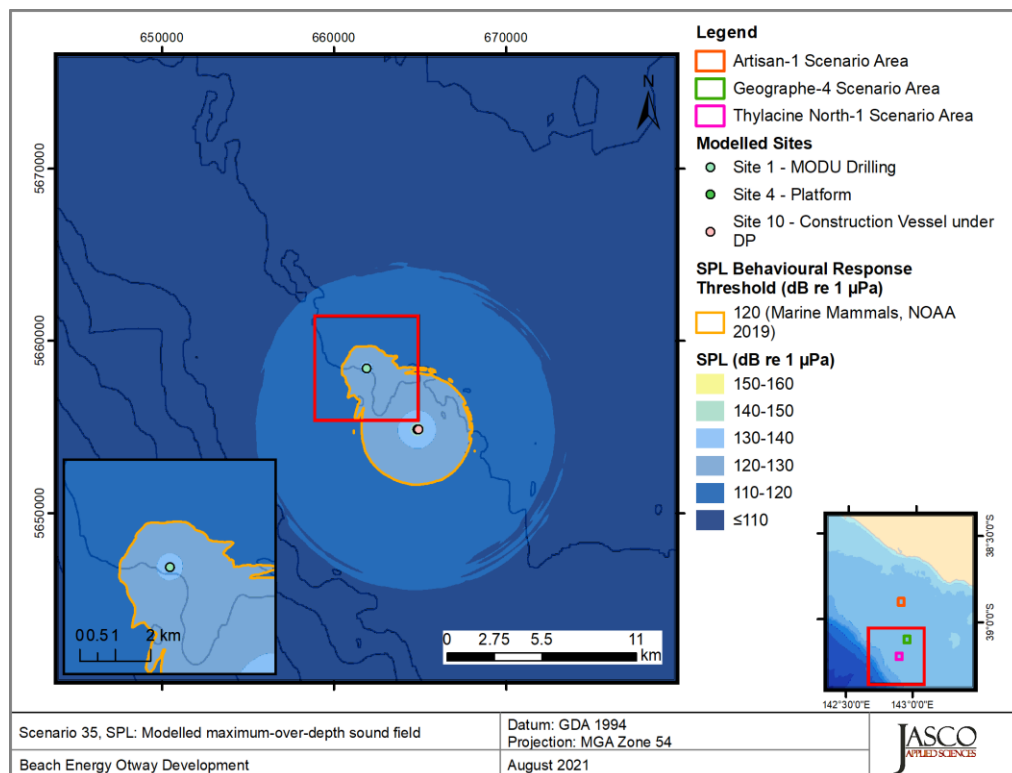 650000 660000 670000
5670000
5660000
5650000
N
00.51 2 km
0 2.75 5.5 11
km
Legend
Artisan-1 Scenario Area
Geographe-4 Scenario Area
Thylacine North-1 Scenario Area
Modelled Sites
Site 1 - MODU Drilling
Site 4 - Platform
Site 10 - Construction Vessel under
DP
SPL Behavioural Response
Threshold (dB re 1 µPa)
120 (Marine Mammals, NOAA
2019)
SPL (dB re 1 µPa)
150-160
140-150
130-140
120-130
110-120
≤110
38°30'0"S
39°0'0"S
142°30'0"E 143°0'0"E
Scenario 35, SPL: Modelled maximum-over-depth sound field
Beach Energy Otway Development
Datum: GDA 1994
Projection: MGA Zone 54
August 2021
JASCO
APPLIED SCIENCES